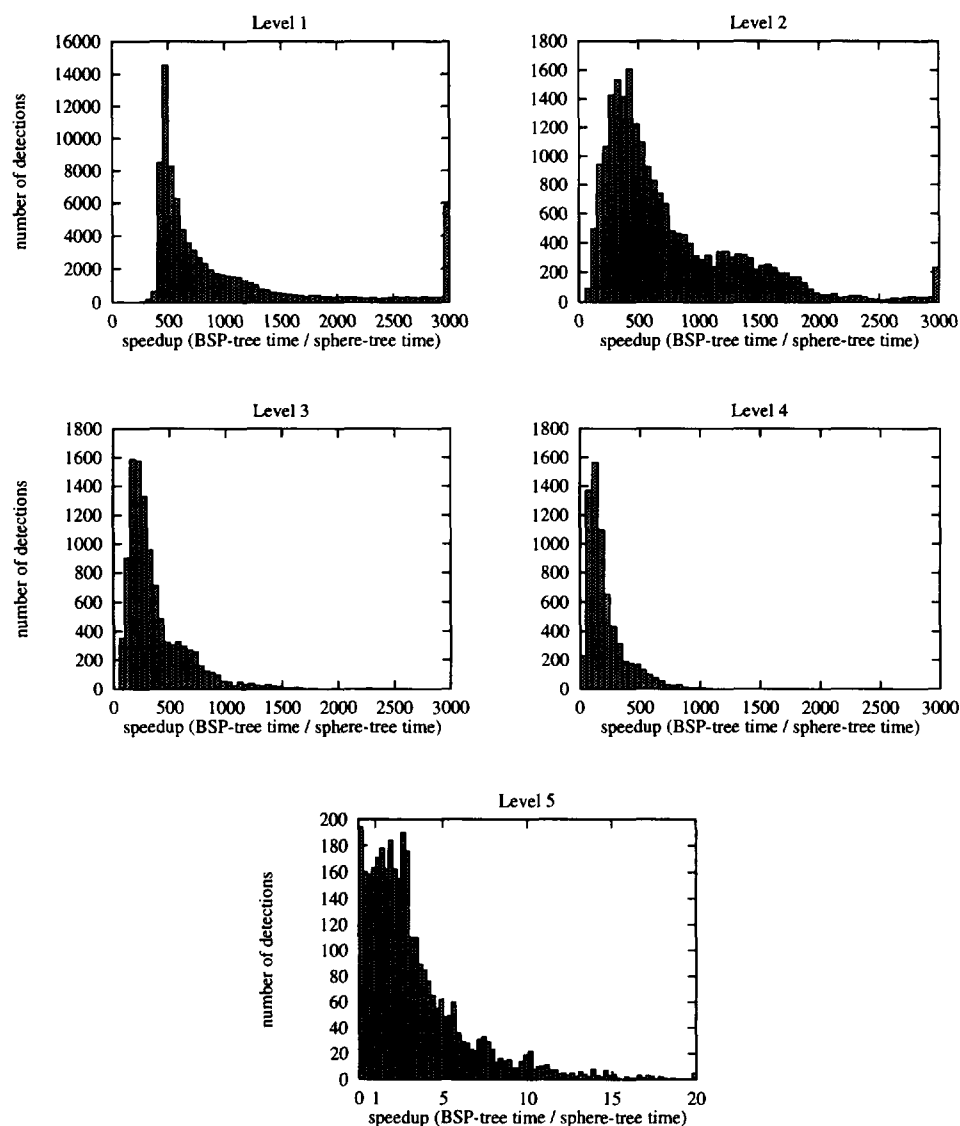 Level 1
16000
14000
12000
10000
8000
6000
4000
2000
0
number of detections
0 500 1000 1500 2000 2500 3000
speedup (BSP-tree time / sphere-tree time)
Level 2
1800
1600
1400
1200
1000
800
600
400
200
0
0 500 1000 1500 2000 2500 3000
speedup (BSP-tree time / sphere-tree time)
Level 3
1800
1600
1400
1200
1000
800
600
400
200
0
number of detections
0 500 1000 1500 2000 2500 3000
speedup (BSP-tree time / sphere-tree time)
Level 4
1800
1600
1400
1200
1000
800
600
400
200
0
0 500 1000 1500 2000 2500 3000
speedup (BSP-tree time / sphere-tree time)
Level 5
200
180
160
140
120
100
80
60
40
20
0
number of detections
0 1 5 10 15 20
speedup (BSP-tree time / sphere-tree time)